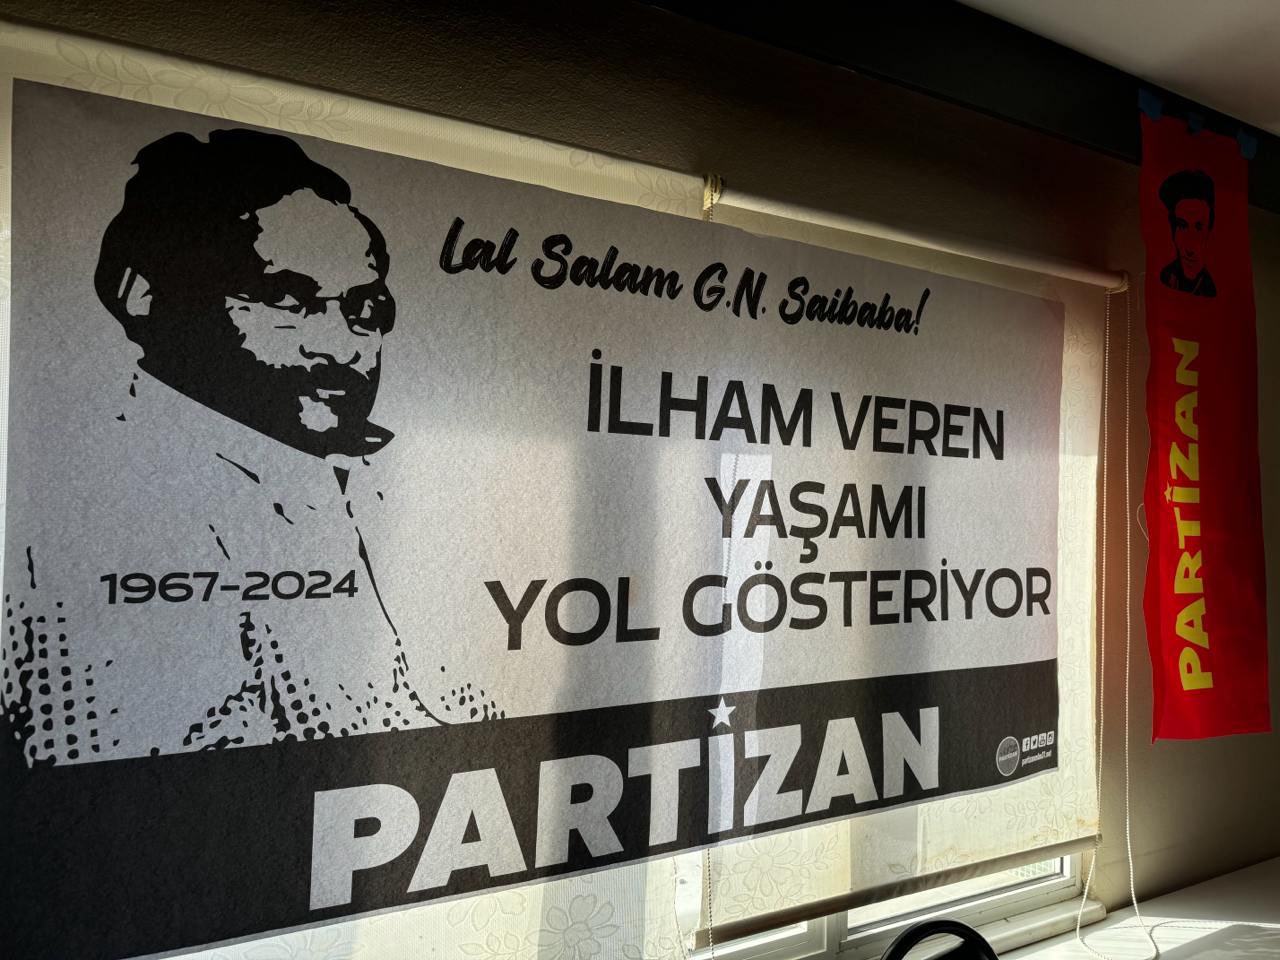 Lal Salam G.N. Saibaba!
İLHAM VEREN
YAŞAMI
YOL GÖSTERİYOR
1967-2024
PARTİZAN
PARTİZAN